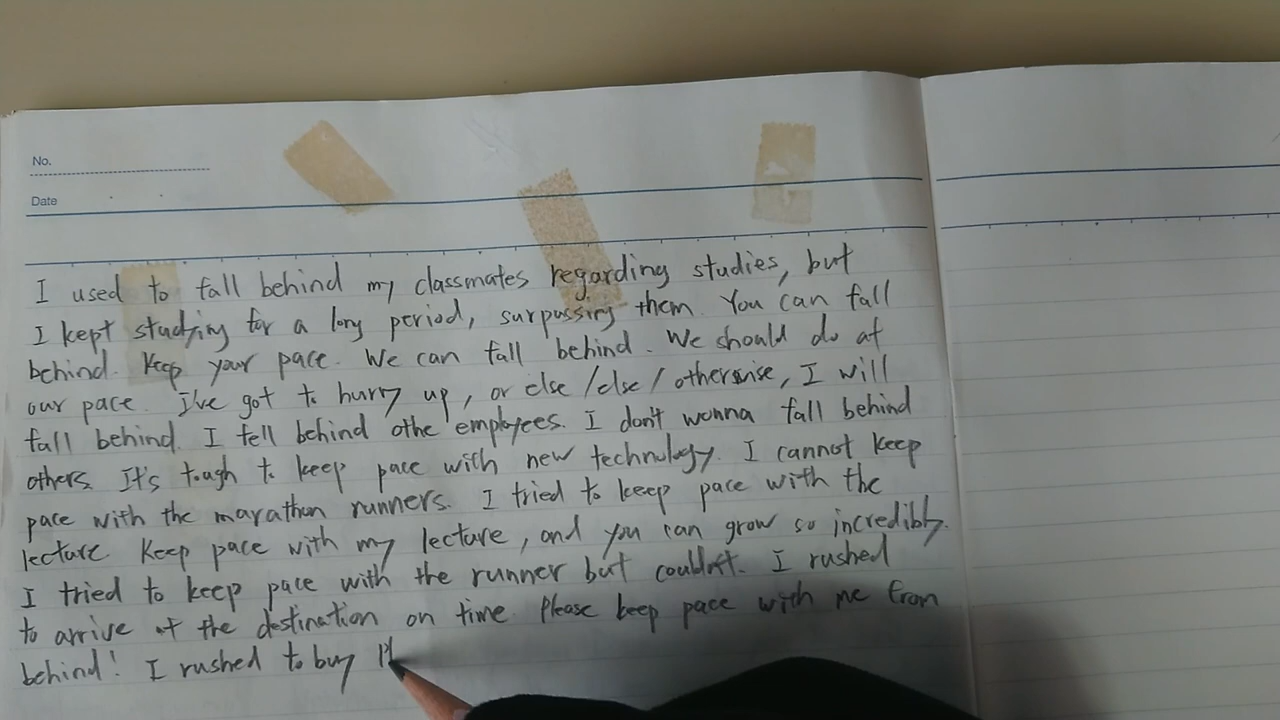 No.
Date
I used to fall behind my classmates regarding studies, but
I kept studying for a long period, surpussing them. You can fall
behind. Keep your pace. We can fall behind. We should do at
our pace. I've got to hurry up, or else /else / otherwise, I will
fall behind. I fell behind othe employees. I don't wanna fall behind
others. It's tough to keep pace with new technology. I cannot keep
pace with the marathon runners. I tried to keep pace with the
lecture. Keep pace with my lecture, and you can grow so incredibly.
I tried to keep pace with the runner but couldn't. I rushed
to arrive at the destination on time. Please keep pace with me from
behind! I rushed to buy